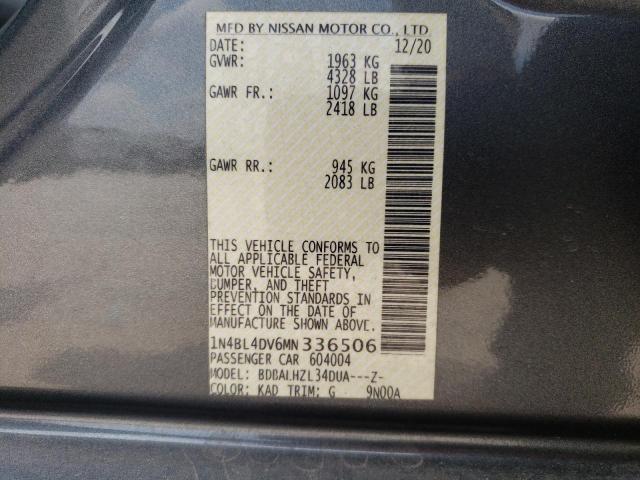 MFD BY NISSAN MOTOR CO., LTD
DATE: 12/20
GVWR: 1963 KG
4328 LB
GAWR FR.: 1097 KG
2418 LB
GAWR RR.: 945 KG
2083 LB
THIS VEHICLE CONFORMS TO
ALL APPLICABLE FEDERAL
MOTOR VEHICLE SAFETY,
BUMPER, AND THEFT
PREVENTION STANDARDS IN
EFFECT ON THE DATE OF
MANUFACTURE SHOWN ABOVE.
1N4BL4DV6MN 336506
PASSENGER CAR 604004
MODEL: BDBALHZL34DUA---Z-
COLOR: KAD TRIM: G 9N00A